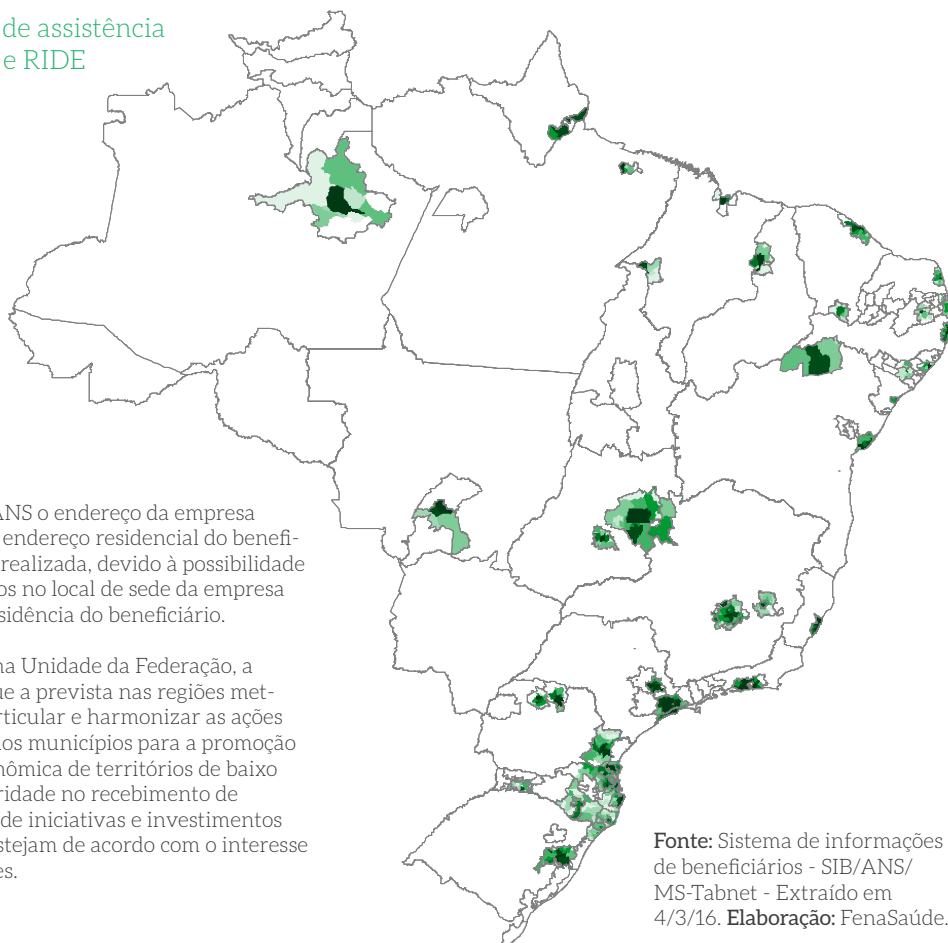 de assistência
e RIDE
ANS o endereço da empresa
endereço residencial do benefi-
realizada, devido à possibilidade
os no local de sede da empresa
sidência do beneficiário.
na Unidade da Federação, a
ue a prevista nas regiões met-
rticular e harmonizar as ações
dos municípios para a promoção
nômica de territórios de baixo
ridade no recebimento de
de iniciativas e investimentos
stejam de acordo com o interesse
es.
Fonte: Sistema de informações
de beneficiários - SIB/ANS/
MS-Tabnet - Extraído em
4/3/16. Elaboração: FenaSaúde.